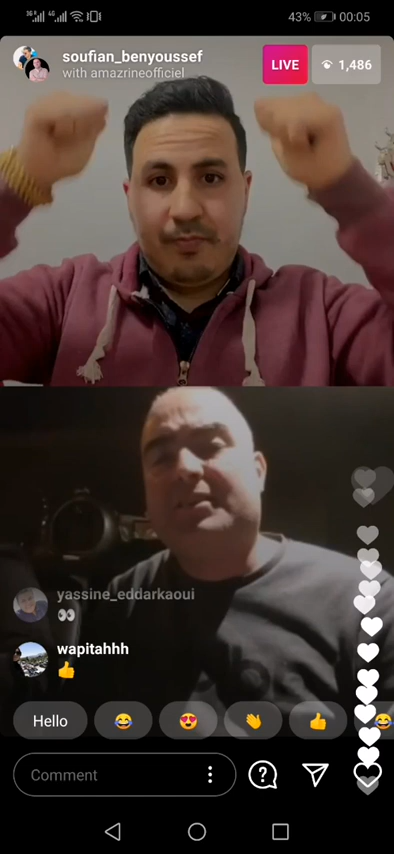 43% 00:05
soufian_benyoussef
with amazrineofficiel
LIVE
1,486
yassine_eddarkaoui
👀
wapitahhh
👍
Hello 😂 😍 👏 👍 😂
Comment